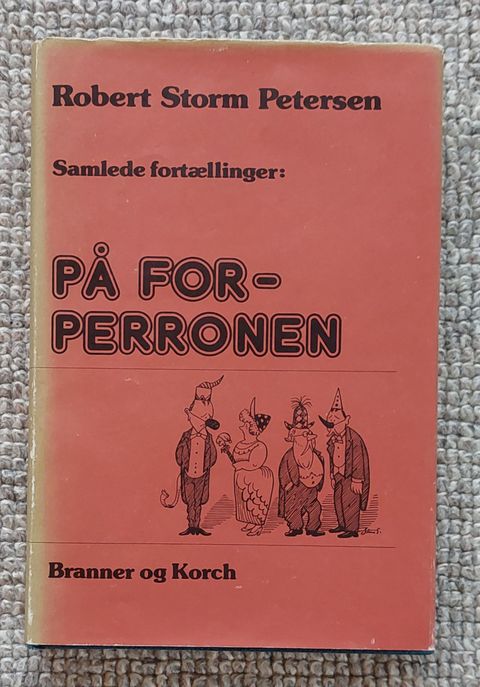 Robert Storm Petersen
Samlede fortællinger:
PÅ FOR-
PERRONEN
Branner og Korch